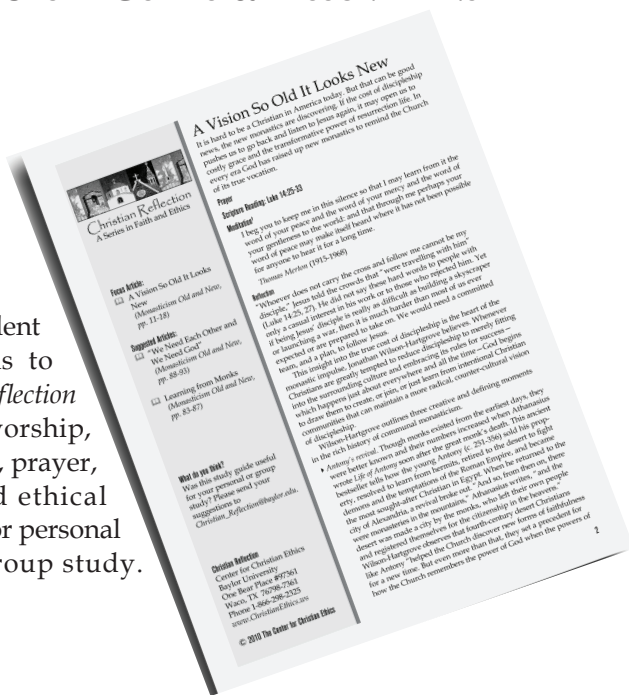 lent
s to
flection
vorship,
, prayer,
d ethical
or personal
roup study.
Christian Reflection
A Series in Faith and Ethics
Focus Article:
A Vision So Old It Looks
New
(Monasticism Old and New,
pp. 11-18)
Suggested Articles:
"We Need Each Other and
We Need God"
(Monasticism Old and New,
pp. 88-93)
Learning from Monks
(Monasticism Old and New,
pp. 83-87)
What do you think?
Was this study guide useful
for your personal or group
study? Please send your
suggestions to
Christian_Reflection@baylor.edu.
Christian Reflection
Center for Christian Ethics
Baylor University
One Bear Place #97361
Waco, TX 76798-7361
Phone 1-866-298-2325
www.ChristianEthics.ws
© 2010 The Center for Christian Ethics
A Vision So Old It Looks New
It is hard to be a Christian in America today. But that can be good
news, the new monastics are discovering. If the cost of discipleship
pushes us to go back and listen to Jesus again, it may open us to
costly grace and the transformative power of resurrection life. In
every era God has raised up new monastics to remind the Church
of its true vocation.
Prayer
Scripture Reading: Luke 14:25-33
Meditation
I beg you to keep me in this silence so that I may learn from it the
word of your peace and the word of your mercy and the word of
your gentleness to the world: and that through me perhaps your
word of peace may make itself heard where it has not been possible
for anyone to hear it for a long time.
Thomas Merton (1915-1968)
Reflection
"Whoever does not carry the cross and follow me cannot be my
disciple," Jesus told the crowds that "were travelling with him"
(Luke 14:25, 27). He did not say these hard words to people with
only a casual interest in his work or to those who rejected him. Yet
if being Jesus' disciple is really as difficult as building a skyscraper
or launching a war, then it is much harder than most of us ever
expected or are prepared to take on. We would need a committed
team, and a plan, to follow Jesus.
This insight into the true cost of discipleship is the heart of the
monastic impulse, Jonathan Wilson-Hartgrove believes. Whenever
Christians are greatly tempted to reduce discipleship to merely fitting
into the surrounding culture and embracing its rules for success—
which happens just about everywhere and all the time—God begins
to draw them to create, or join, or just learn from intentional Christian
communities that can maintain a more radical, counter-cultural vision
of discipleship.
Wilson-Hartgrove outlines three creative and defining moments
in the rich history of communal monasticism.
Antony's revival. Though monks existed from the earliest days, they
were better known and their numbers increased when Athanasius
wrote Life of Antony soon after the great monk's death. This ancient
bestseller tells how the young Antony (c. 251-356) sold his prop-
erty, resolved to learn from hermits, retired to the desert to fight
demons and the temptations of the Roman Empire, and became
the most sought-after Christian in Egypt. When he returned to the
city of Alexandria, a revival broke out. "And so, from then on, there
were monasteries in the mountains," Athanasius writes, "and the
desert was made a city by the monks, who left their own people
and registered themselves for the citizenship in the heavens."
Wilson-Hartgrove observes that fourth-century desert Christians
like Antony "helped the Church discover new forms of faithfulness
for a new time. But even more than that, they set a precedent for
how the Church remembers the power of God when the powers of
2